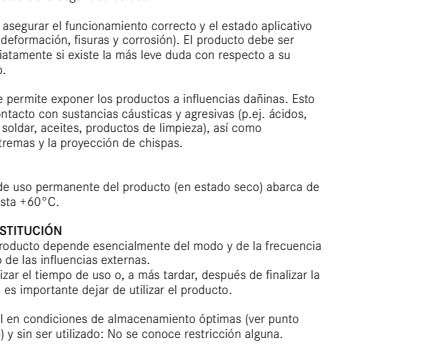 asegurar el funcionamiento correcto y el estado aplicativo
deformación, fisuras y corrosión). El producto debe ser
iatamente si existe la más leve duda con respecto a su
o.
e permite exponer los productos a influencias dañinas. Esto
ntacto con sustancias cáusticas y agresivas (p.ej. ácidos,
soldar, aceites, productos de limpieza), así como
tremas y la proyección de chispas.
de uso permanente del producto (en estado seco) abarca de
sta +60°C.
STITUCIÓN
roducto depende esencialmente del modo y de la frecuencia
o de las influencias externas.
izar el tiempo de uso o, a más tardar, después de finalizar la
es importante dejar de utilizar el producto.
l en condiciones de almacenamiento óptimas (ver punto
) y sin ser utilizado: No se conoce restricción alguna.